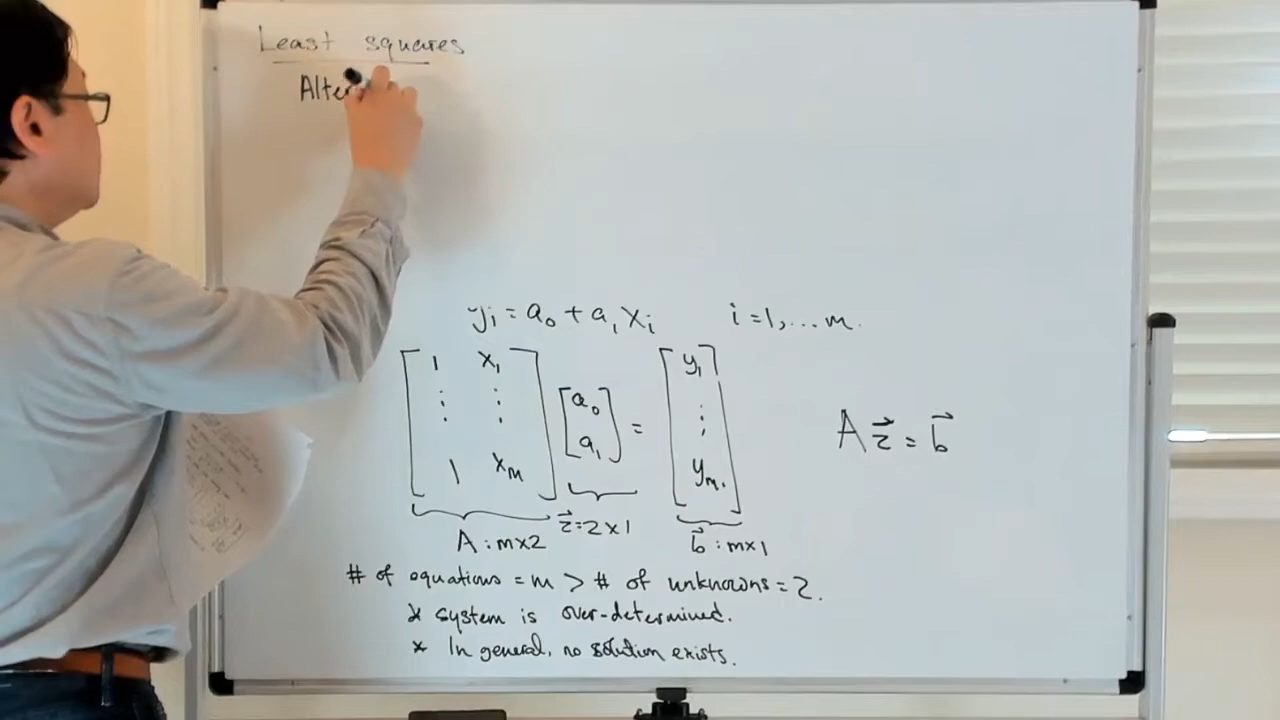 Least squares
Alte
yi = a0 + a1 xi i = 1, ... m.
[ 1 x1 ⋮ ⋮ 1 xm ] [ a0 a1 ] = [ y1 ⋮ ym. ] A z⃗ = b⃗
A : m×2 z⃗ = 2×1 b⃗ : m×1
# of equations = m > # of unknowns = 2.
* system is over-determined.
* In general, no solution exists.